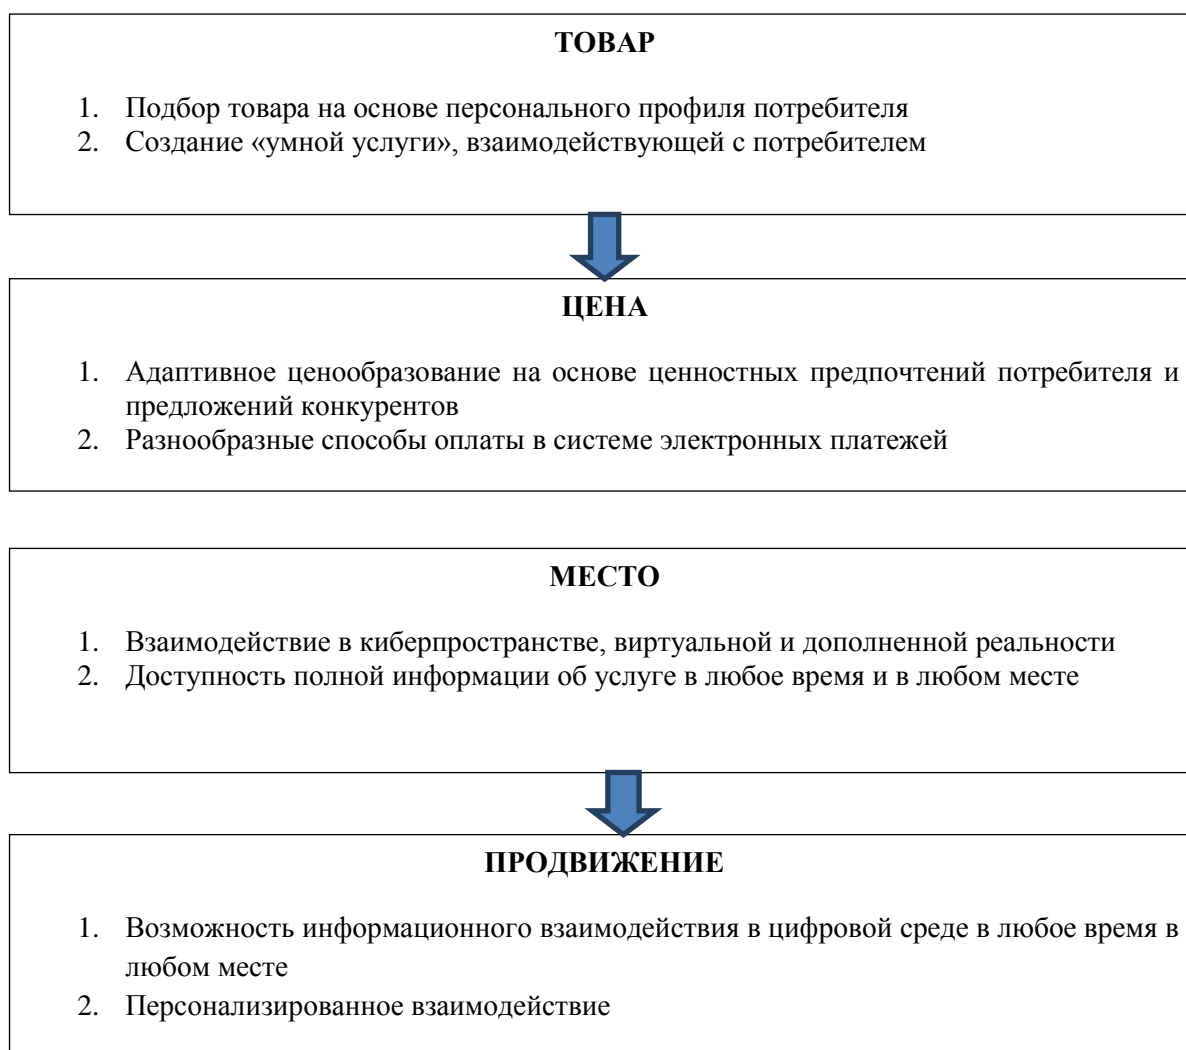 ТОВАР
1. Подбор товара на основе персонального профиля потребителя
2. Создание «умной услуги», взаимодействующей с потребителем
ЦЕНА
1. Адаптивное ценообразование на основе ценностных предпочтений потребителя и
предложений конкурентов
2. Разнообразные способы оплаты в системе электронных платежей
МЕСТО
1. Взаимодействие в киберпространстве, виртуальной и дополненной реальности
2. Доступность полной информации об услуге в любое время и в любом месте
ПРОДВИЖЕНИЕ
1. Возможность информационного взаимодействия в цифровой среде в любое время в
любом месте
2. Персонализированное взаимодействие